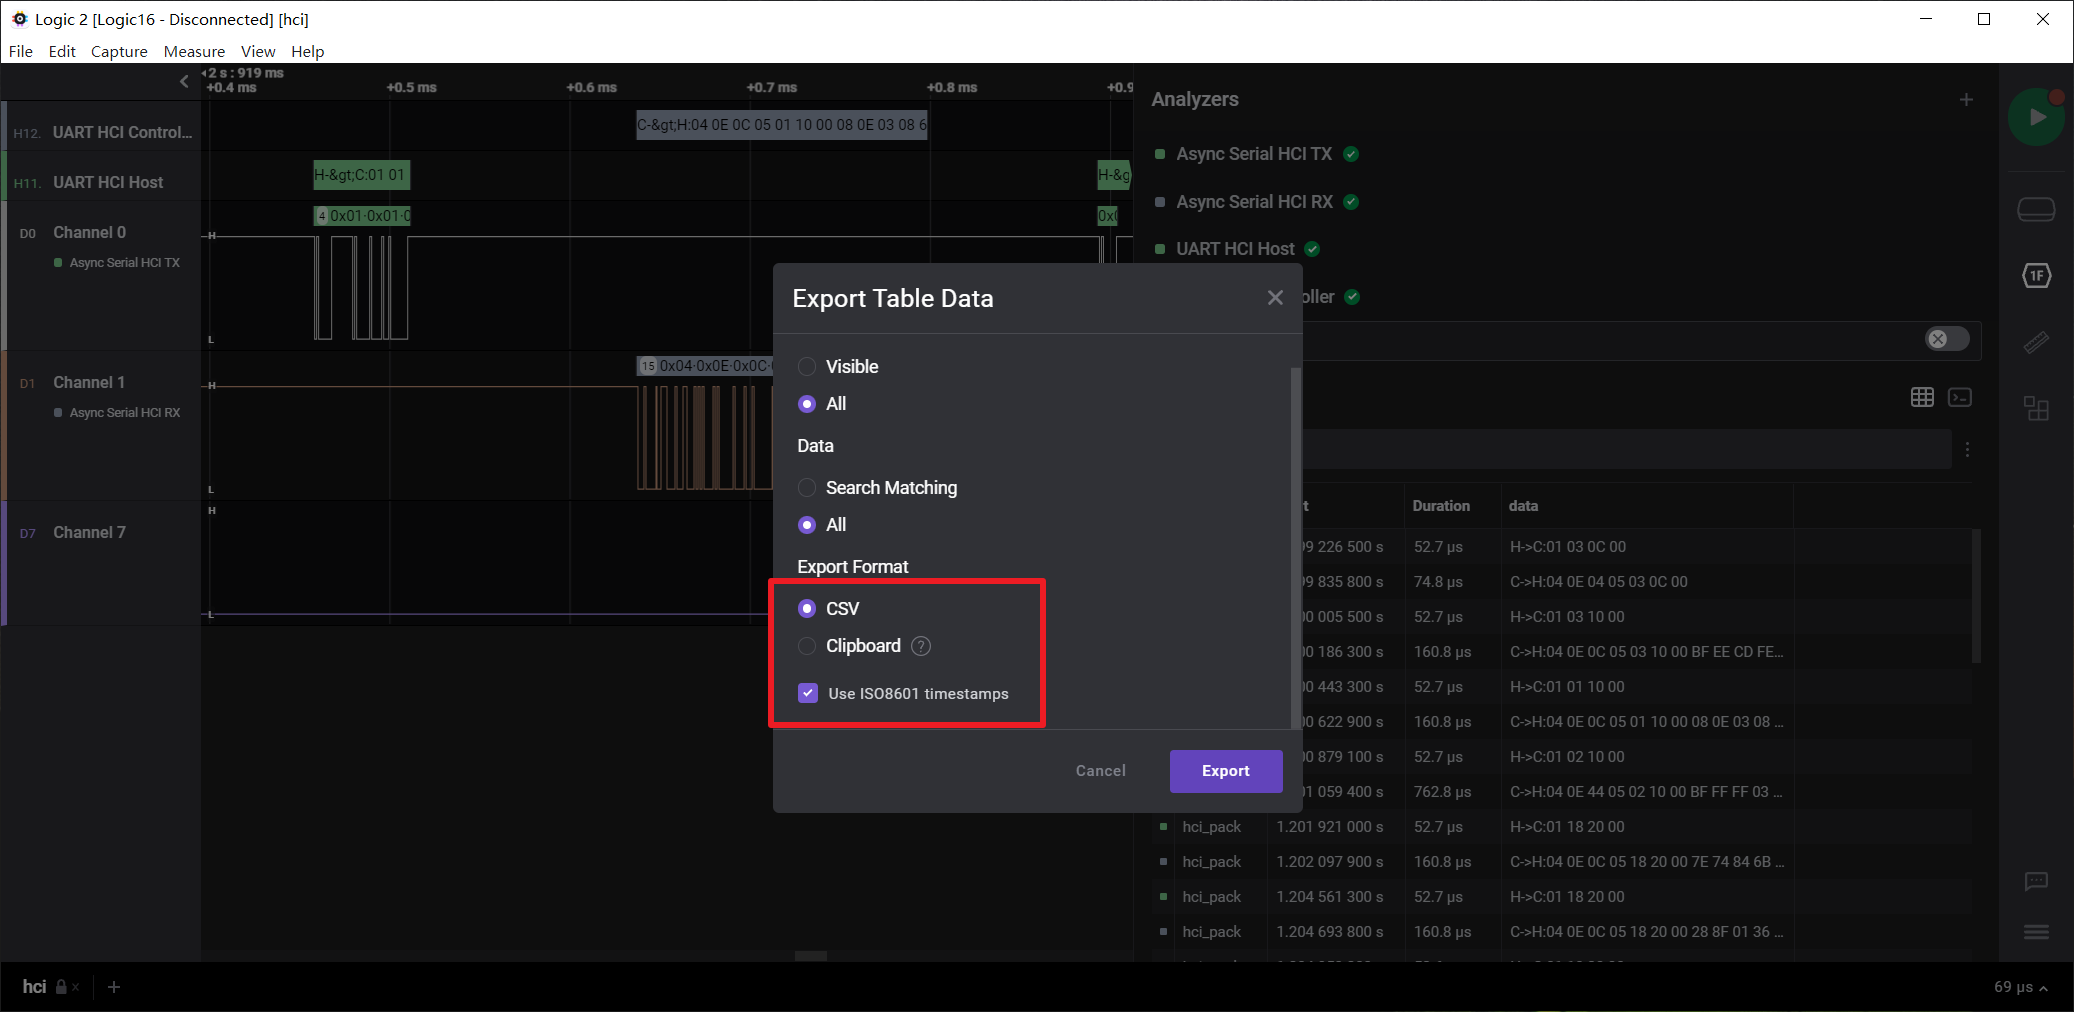 Logic 2 [Logic16 - Disconnected] [hci]
File Edit Capture Measure View Help
2 s : 919 ms
+0.4 ms +0.5 ms +0.6 ms +0.7 ms +0.8 ms +0.9
H12. UART HCI Control...
C-&gt;H:04 0E 0C 05 01 10 00 08 0E 03 08 6
H11. UART HCI Host
H-&gt;C:01 01
H-&g
4 0x01·0x01·0
0x0
D0 Channel 0
Async Serial HCI TX
H
L
D1 Channel 1
Async Serial HCI RX
15 0x04·0x0E·0x0C·
H
L
D7 Channel 7
H
L
Analyzers
Async Serial HCI TX
Async Serial HCI RX
UART HCI Host
oller
1F
Export Table Data
Visible
All
Data
Search Matching
All
Export Format
CSV
Clipboard ?
Use ISO8601 timestamps
Cancel Export
t Duration data
99 226 500 s 52.7 µs H->C:01 03 0C 00
99 835 800 s 74.8 µs C->H:04 0E 04 05 03 0C 00
00 005 500 s 52.7 µs H->C:01 03 10 00
00 186 300 s 160.8 µs C->H:04 0E 0C 05 03 10 00 BF EE CD FE...
00 443 300 s 52.7 µs H->C:01 01 10 00
00 622 900 s 160.8 µs C->H:04 0E 0C 05 01 10 00 08 0E 03 08 ...
00 879 100 s 52.7 µs H->C:01 02 10 00
01 059 400 s 762.8 µs C->H:04 0E 44 05 02 10 00 BF FF FF 03 ...
hci_pack 1.201 921 000 s 52.7 µs H->C:01 18 20 00
hci_pack 1.202 097 900 s 160.8 µs C->H:04 0E 0C 05 18 20 00 7E 74 84 6B ...
hci_pack 1.204 561 300 s 52.7 µs H->C:01 18 20 00
hci_pack 1.204 693 800 s 160.8 µs C->H:04 0E 0C 05 18 20 00 28 8F 01 36 ...
hci
69 µs